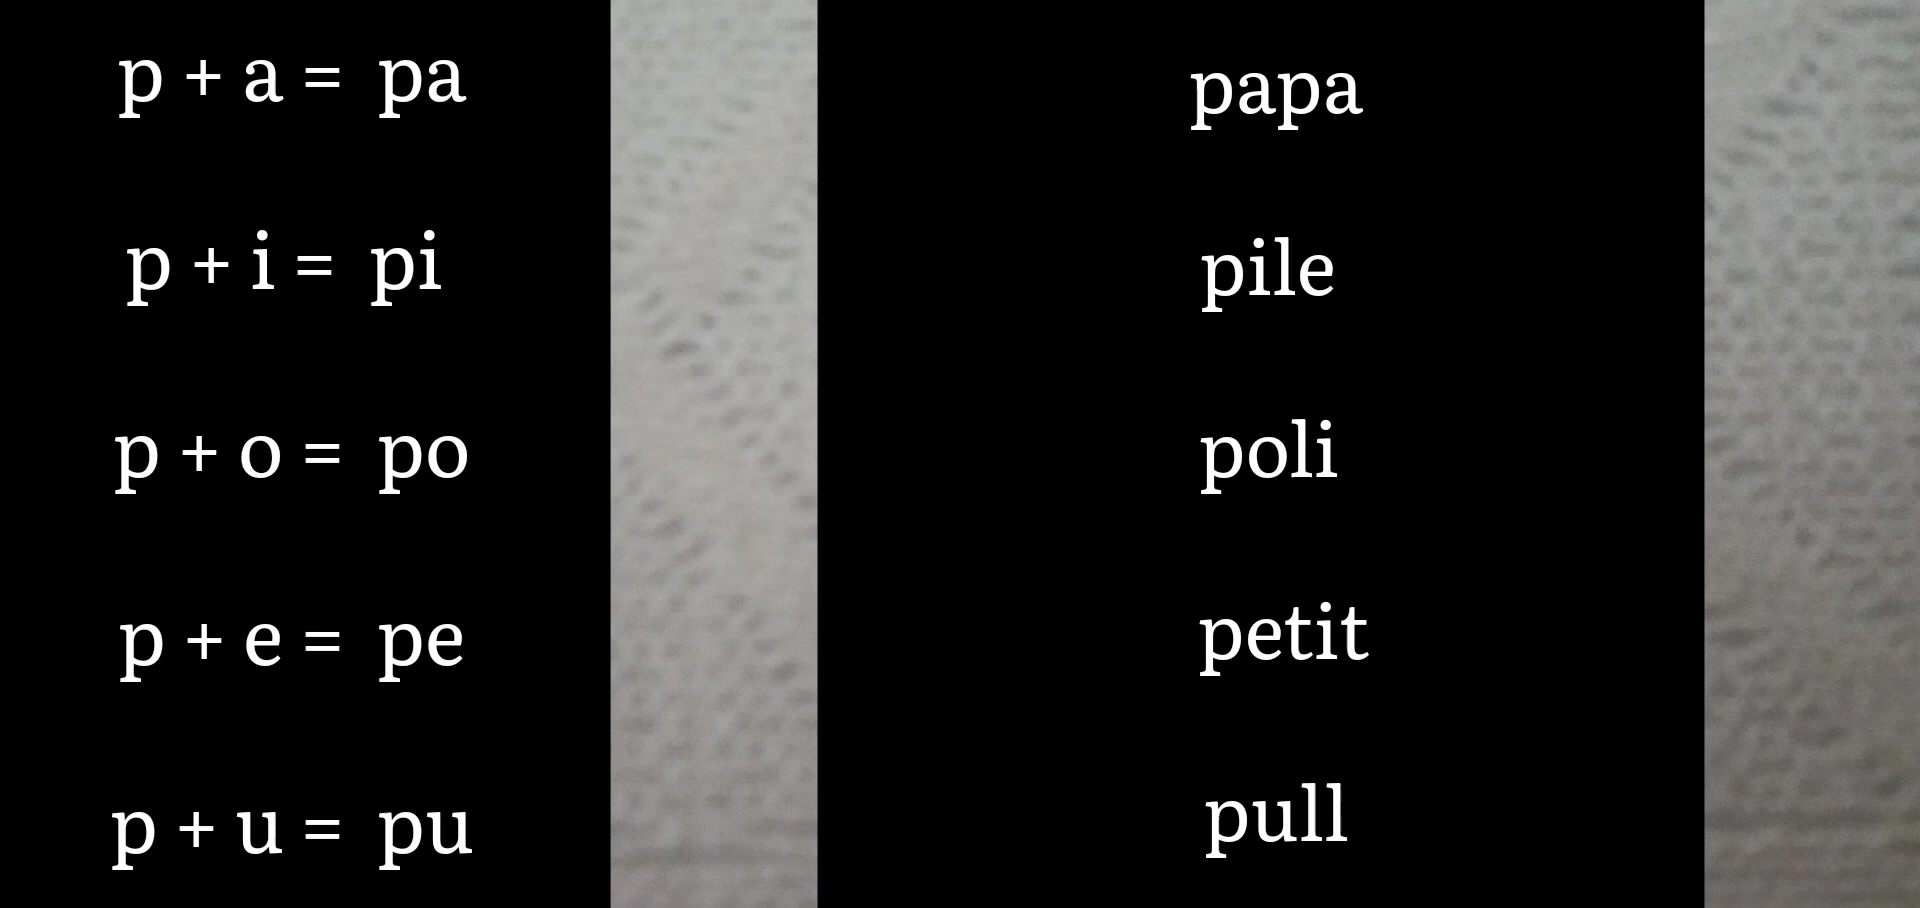 p + a = pa
p + i = pi
p + o = po
p + e = pe
p + u = pu
papa
pile
poli
petit
pull